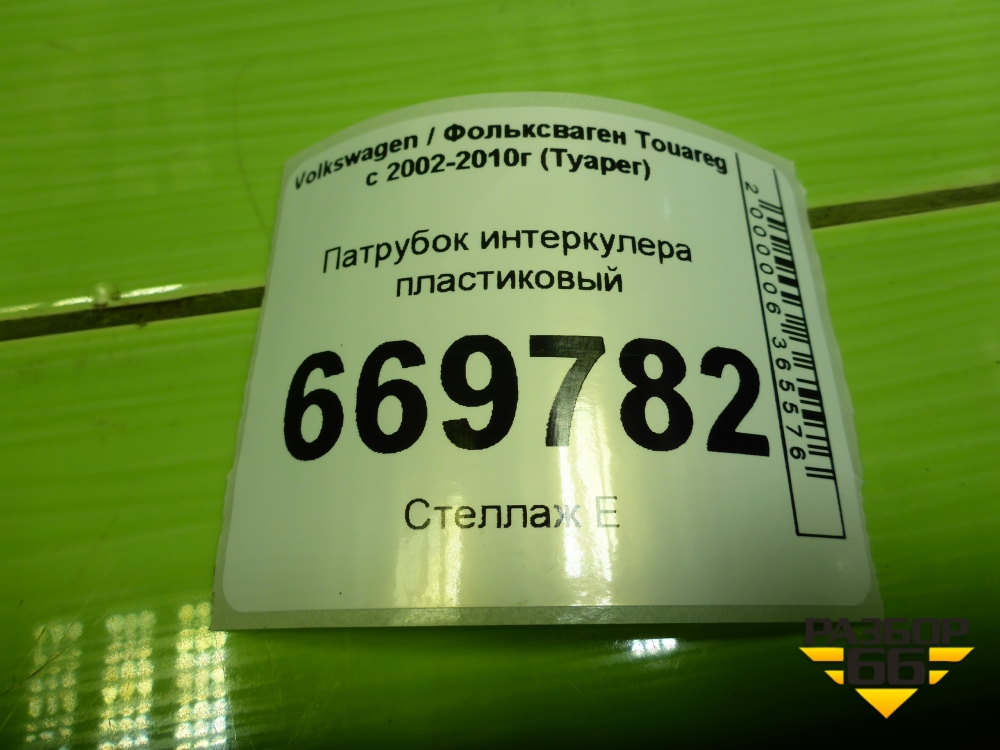 Volkswagen / Фольксваген Touareg
с 2002-2010г (Туарег)
Патрубок интеркулера
пластиковый
669782
Стеллаж Е
2000006365576
РАЗБОР
66